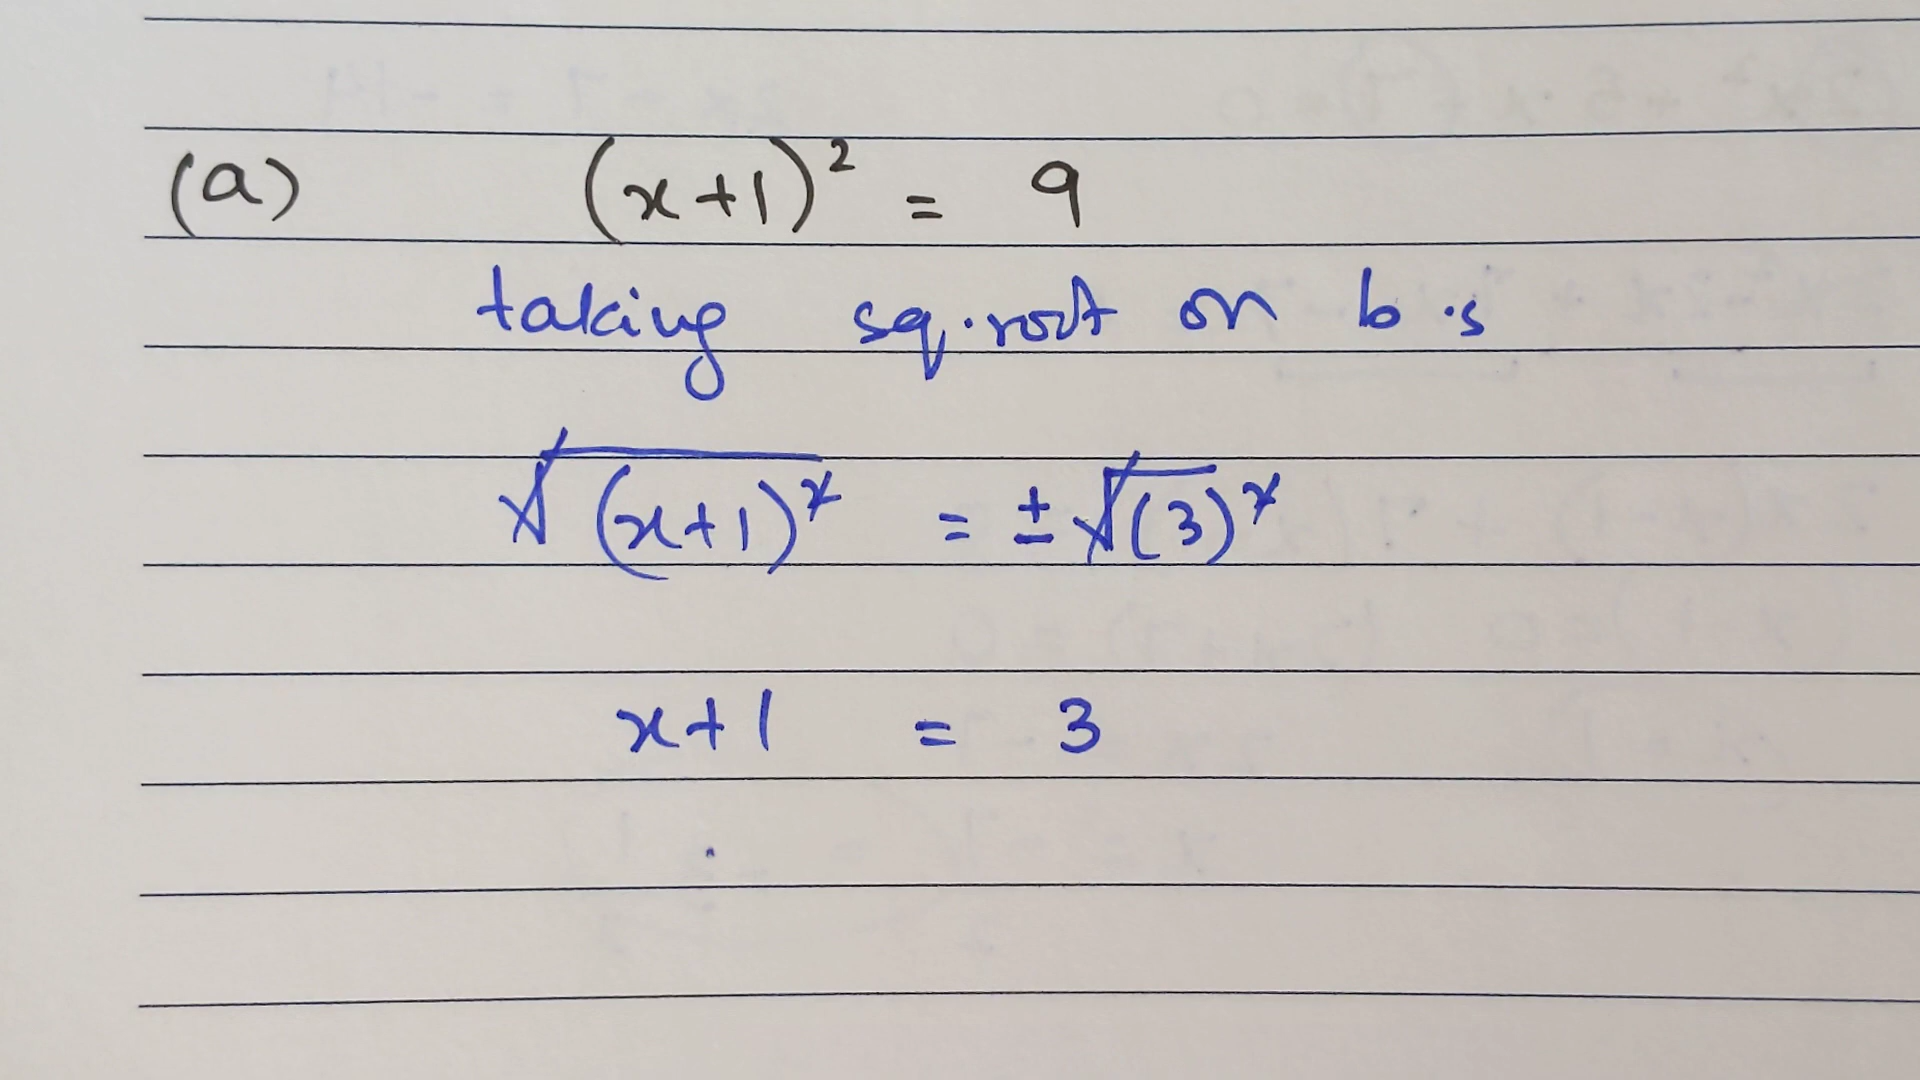 (a) (x+1)² = 9
taking sq.root on b.s
√(x+1)² = ±√(3)²
x+1 = 3